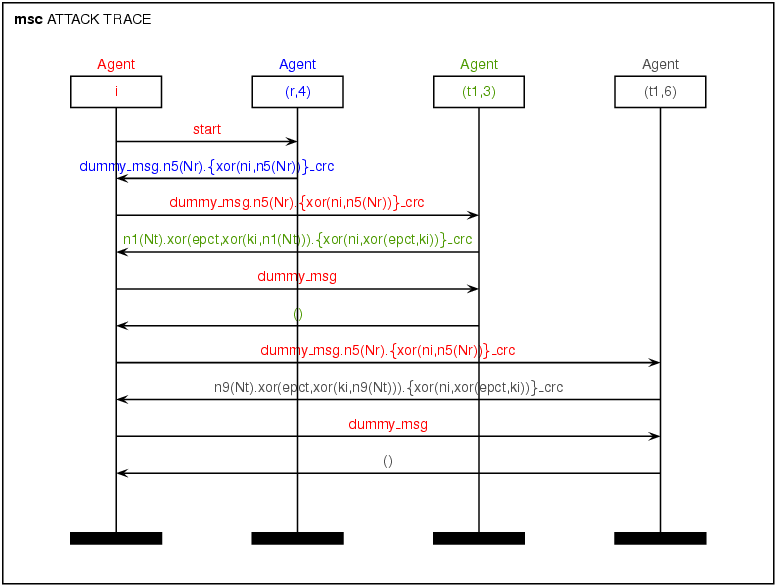 msc ATTACK TRACE
Agent Agent Agent Agent
i (r,4) (t1,3) (t1,6)
start
dummy_msg.n5(Nr).{xor(ni,n5(Nr))}_crc
dummy_msg.n5(Nr).{xor(ni,n5(Nr))}_crc
n1(Nt).xor(epct,xor(ki,n1(Nt))).{xor(ni,xor(epct,ki))}_crc
dummy_msg
()
dummy_msg.n5(Nr).{xor(ni,n5(Nr))}_crc
n9(Nt).xor(epct,xor(ki,n9(Nt))).{xor(ni,xor(epct,ki))}_crc
dummy_msg
()